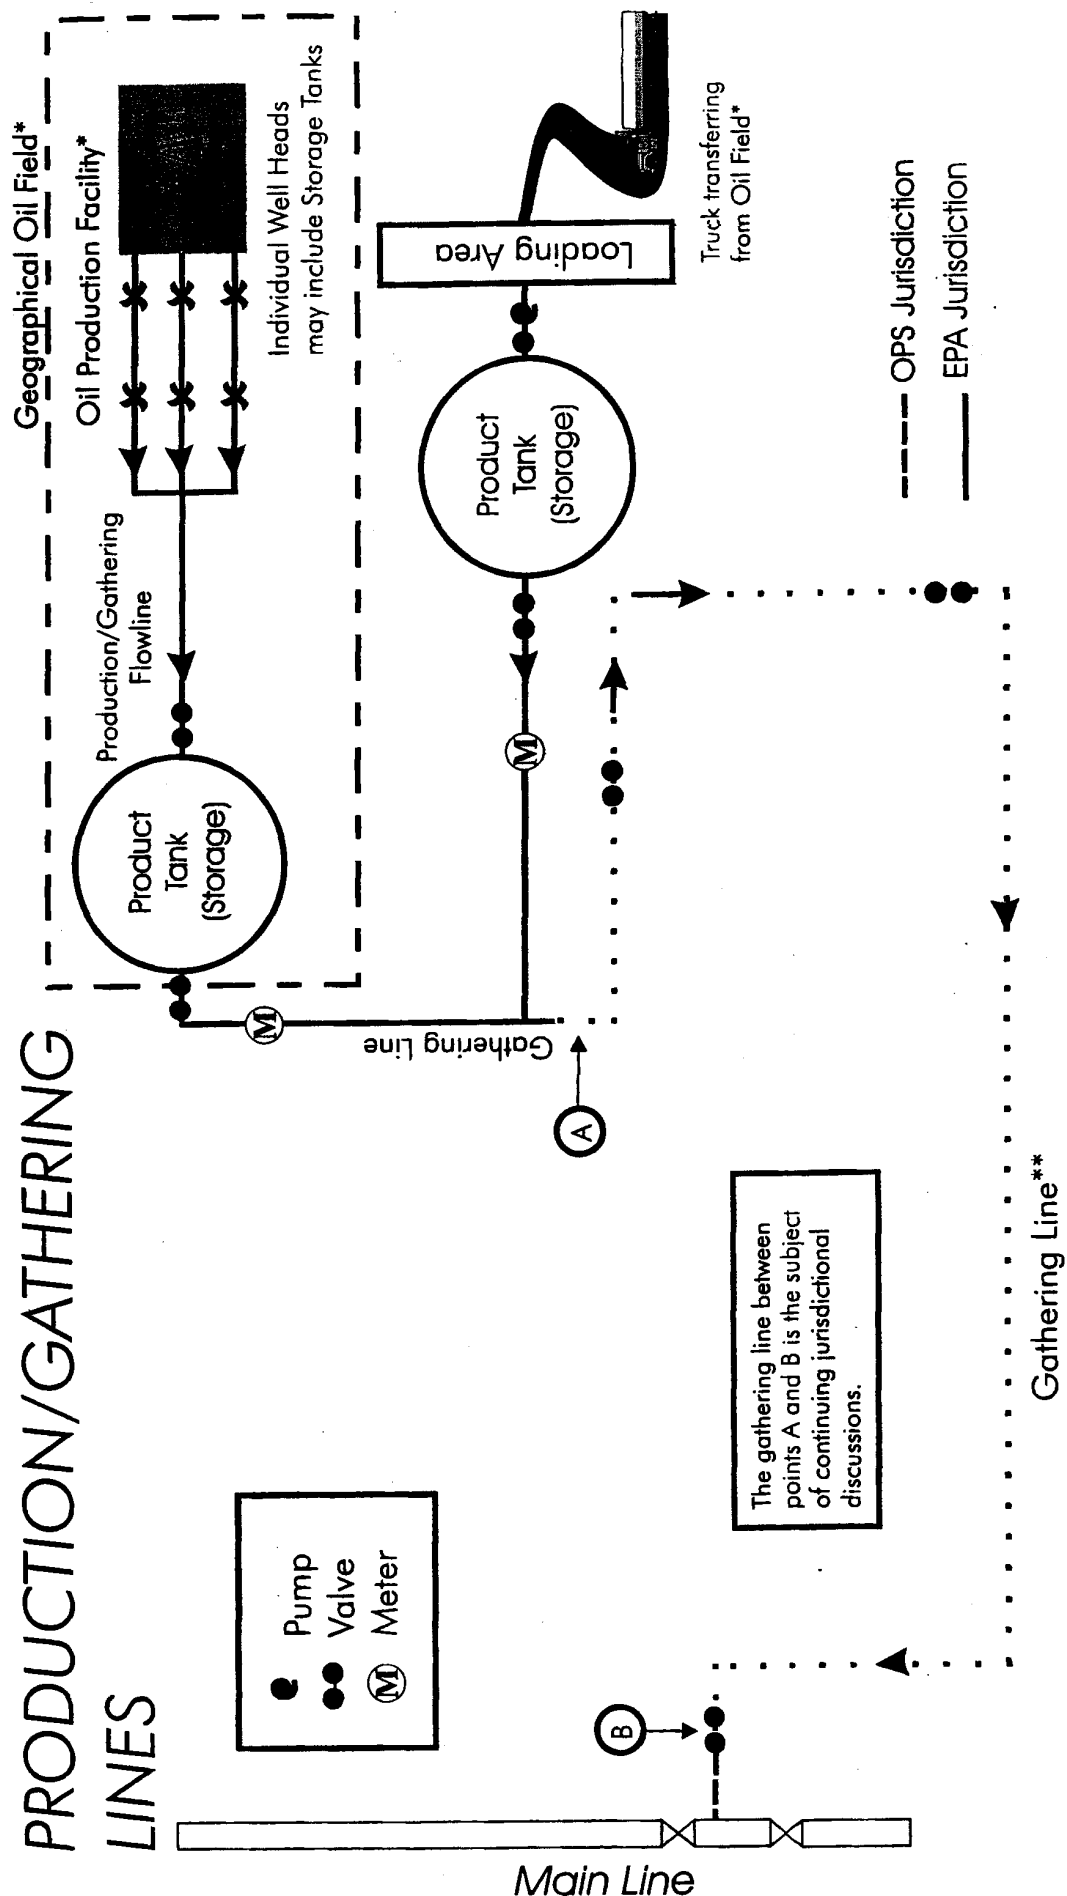 PRODUCTION/GATHERING
LINES
Geographical Oil Field*
Oil Production Facility*
Individual Well Heads
may include Storage Tanks
Production/Gathering
Flowline
Product
Tank
(Storage)
M
Gathering Line
A
Product
Tank
(Storage)
M
Loading Area
Truck transferring
from Oil Field*
Pump
Valve
M Meter
The gathering line between
points A and B is the subject
of continuing jurisdictional
discussions.
OPS Jurisdiction
EPA Jurisdiction
B
Main Line
Gathering Line**